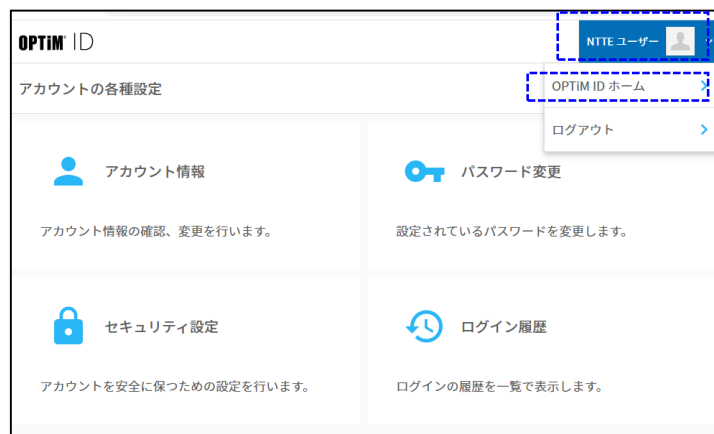 OPTiM ID
NTTE ユーザー
アカウントの各種設定
OPTiM ID ホーム
ログアウト
アカウント情報
パスワード変更
アカウント情報の確認、変更を行います。
設定されているパスワードを変更します。
セキュリティ設定
ログイン履歴
アカウントを安全に保つための設定を行います。
ログインの履歴を一覧で表示します。